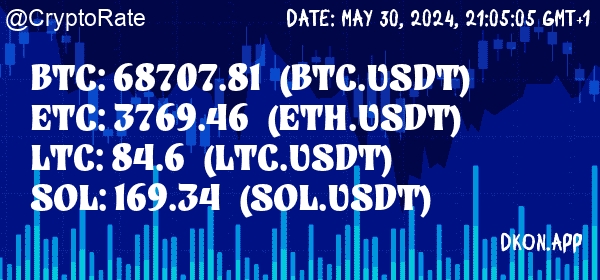 @CryptoRate
DATE: MAY 30, 2024, 21:05:05 GMT+1
BTC: 68707.81 (BTC.USDT)
ETC: 3769.46 (ETH.USDT)
LTC: 84.6 (LTC.USDT)
SOL: 169.34 (SOL.USDT)
DKON.APP